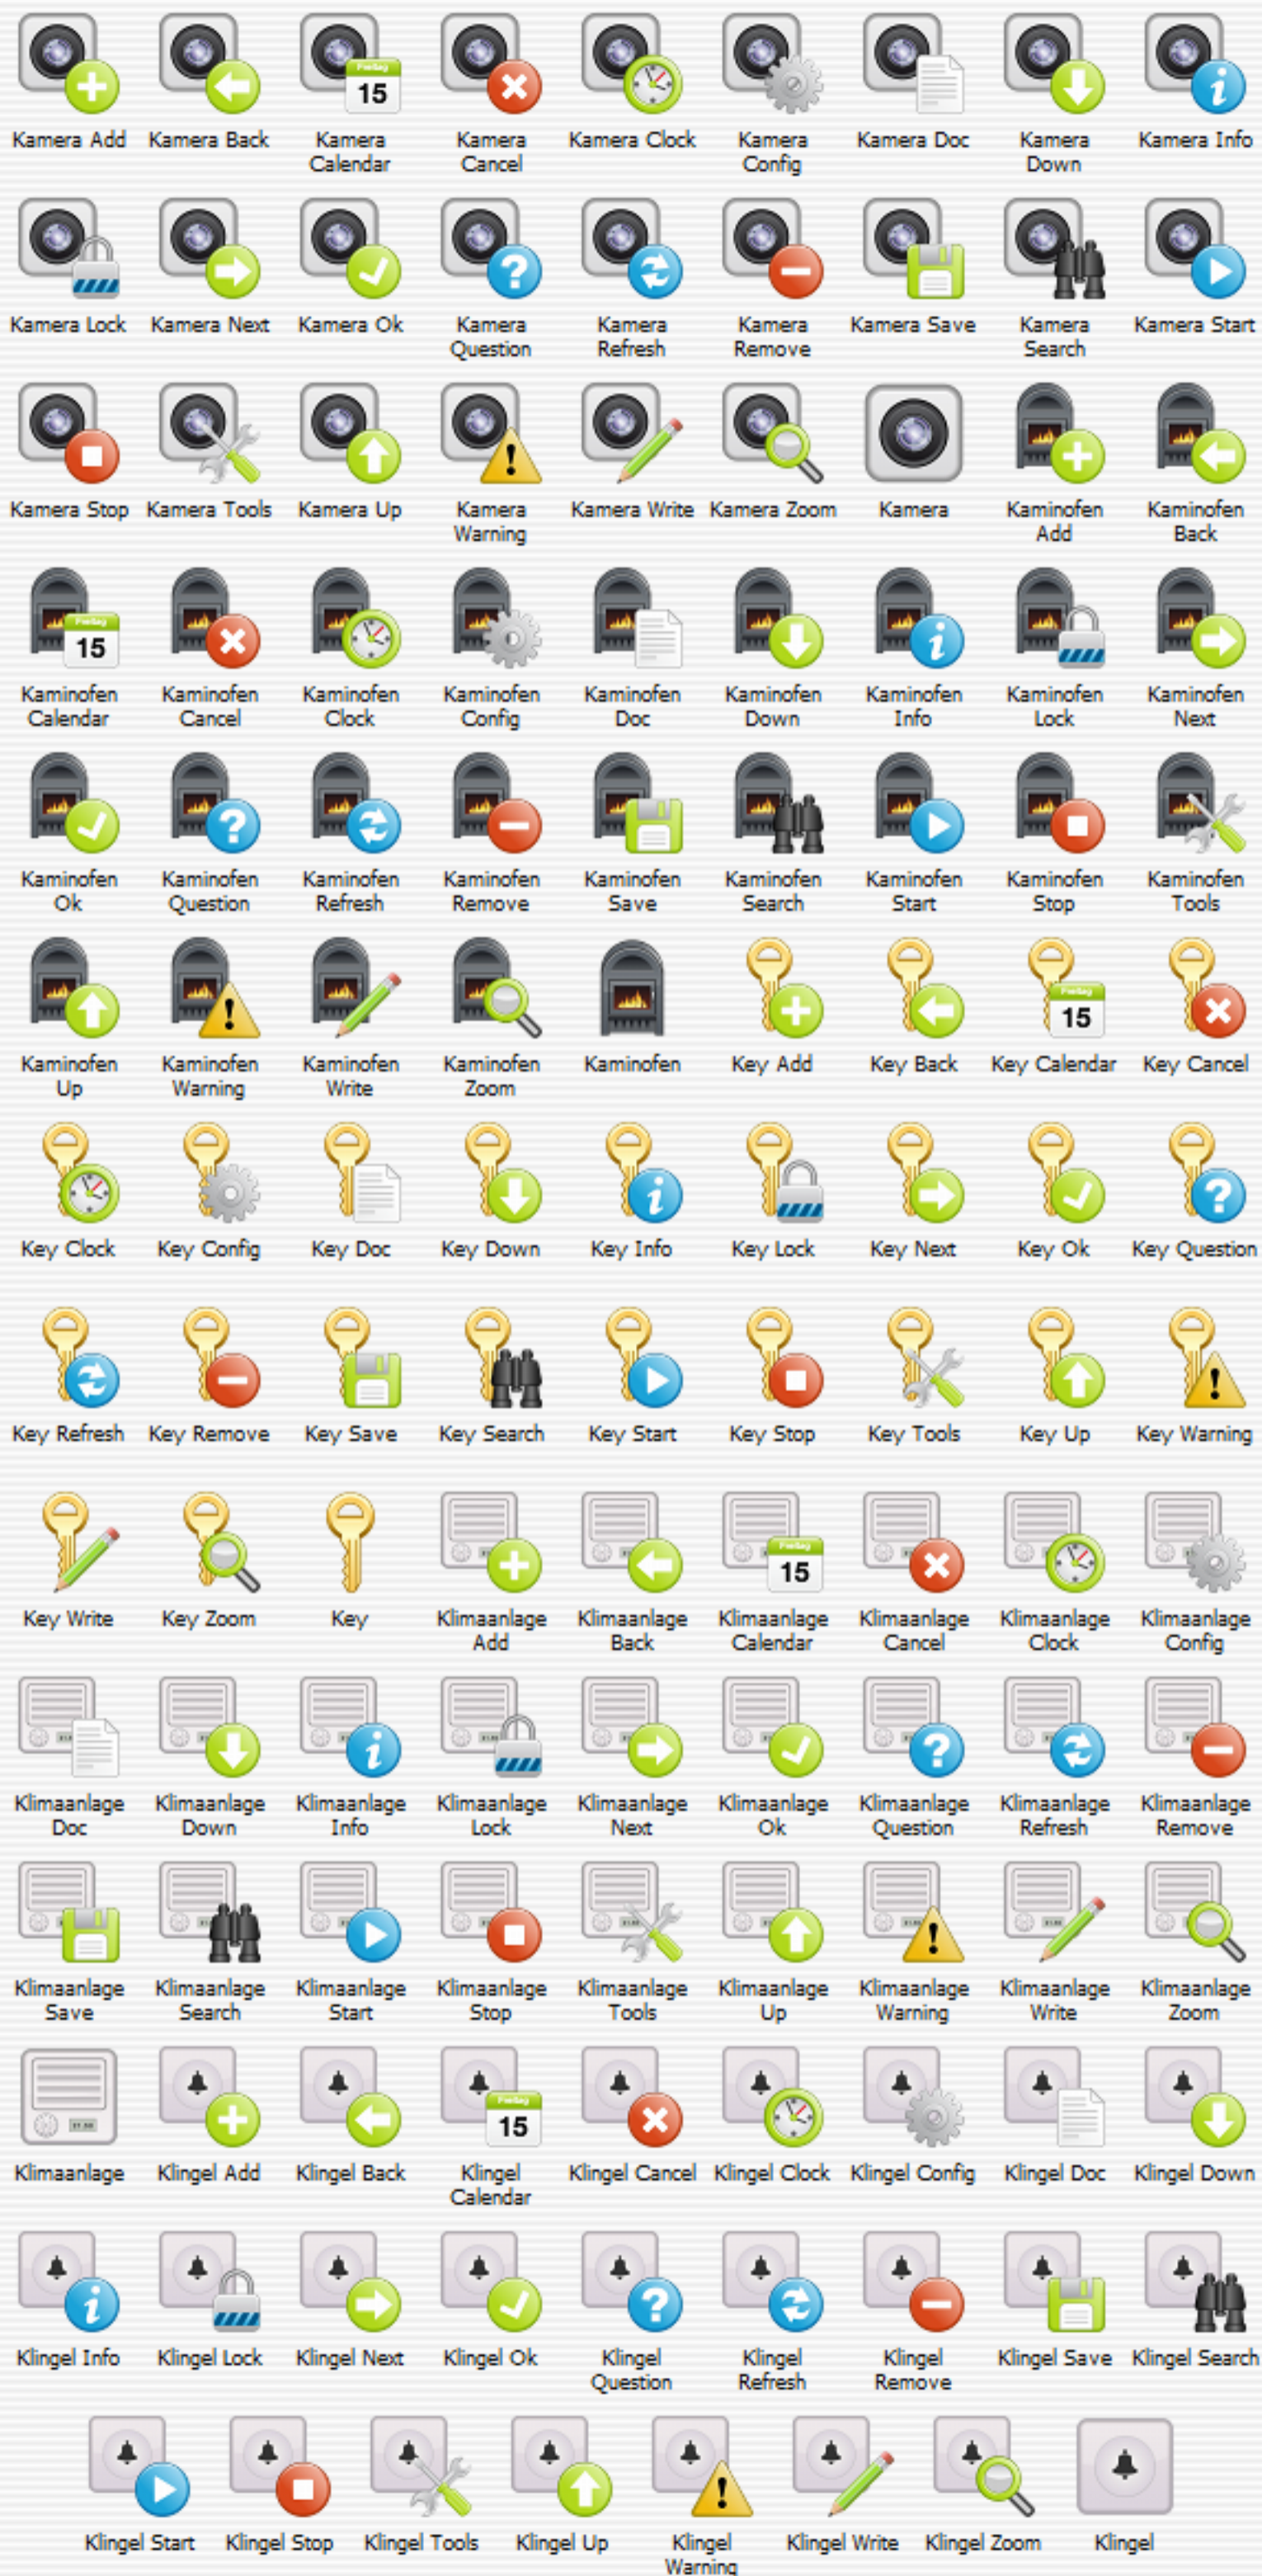 Kamera Add Kamera Back Kamera Kamera Kamera Clock Kamera Kamera Doc Kamera Kamera Info
Calendar Cancel Config Down
Kamera Lock Kamera Next Kamera Ok Kamera Kamera Kamera Kamera Save Kamera Kamera Start
Question Refresh Remove Search
Kamera Stop Kamera Tools Kamera Up Kamera Kamera Write Kamera Zoom Kamera Kaminofen Kaminofen
Warning Add Back
Kaminofen Kaminofen Kaminofen Kaminofen Kaminofen Kaminofen Kaminofen Kaminofen Kaminofen
Calendar Cancel Clock Config Doc Down Info Lock Next
Kaminofen Kaminofen Kaminofen Kaminofen Kaminofen Kaminofen Kaminofen Kaminofen Kaminofen
Ok Question Refresh Remove Save Search Start Stop Tools
Kaminofen Kaminofen Kaminofen Kaminofen Kaminofen Key Add Key Back Key Calendar Key Cancel
Up Warning Write Zoom
Key Clock Key Config Key Doc Key Down Key Info Key Lock Key Next Key Ok Key Question
Key Refresh Key Remove Key Save Key Search Key Start Key Stop Key Tools Key Up Key Warning
Key Write Key Zoom Key Klimaanlage Klimaanlage Klimaanlage Klimaanlage Klimaanlage Klimaanlage
Add Back Calendar Cancel Clock Config
Klimaanlage Klimaanlage Klimaanlage Klimaanlage Klimaanlage Klimaanlage Klimaanlage Klimaanlage Klimaanlage
Doc Down Info Lock Next Ok Question Refresh Remove
Klimaanlage Klimaanlage Klimaanlage Klimaanlage Klimaanlage Klimaanlage Klimaanlage Klimaanlage Klimaanlage
Save Search Start Stop Tools Up Warning Write Zoom
Klimaanlage Klingel Add Klingel Back Klingel Klingel Cancel Klingel Clock Klingel Config Klingel Doc Klingel Down
Calendar
Klingel Info Klingel Lock Klingel Next Klingel Ok Klingel Klingel Klingel Klingel Save Klingel Search
Question Refresh Remove
Klingel Start Klingel Stop Klingel Tools Klingel Up Klingel Klingel Write Klingel Zoom Klingel
Warning